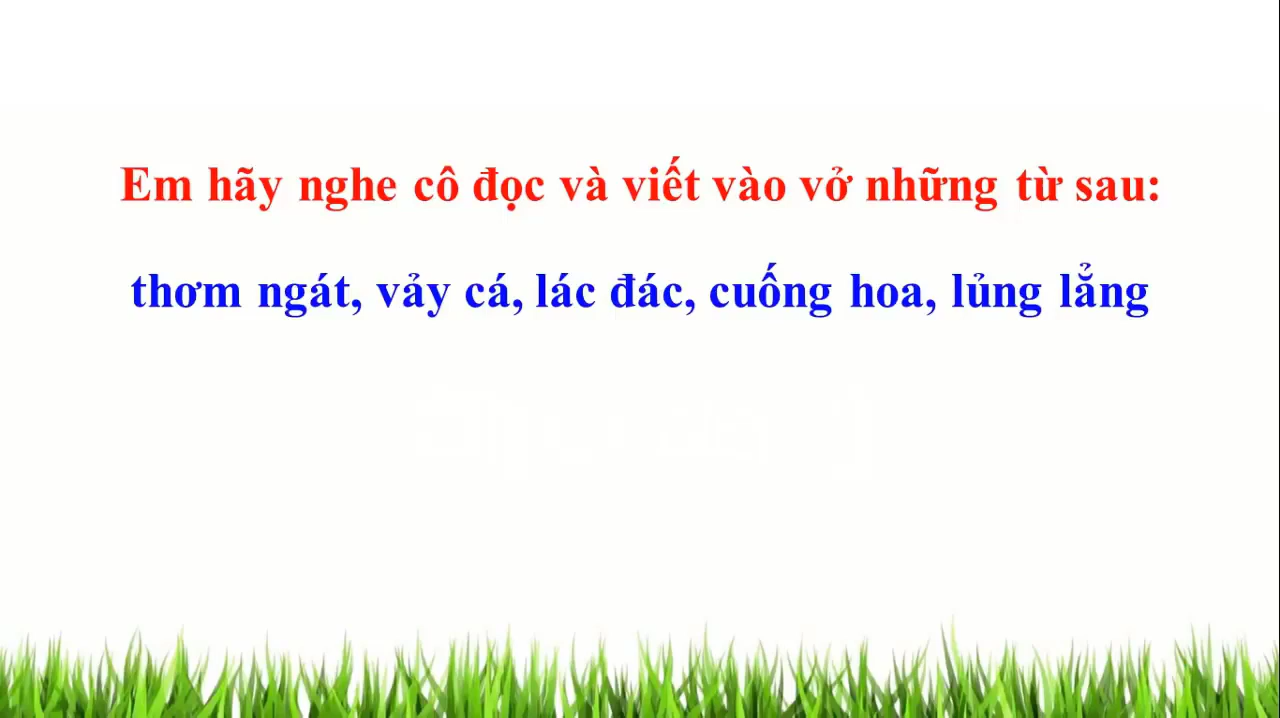 Em hãy nghe cô đọc và viết vào vở những từ sau:
thơm ngát, vảy cá, lác đác, cuống hoa, lủng lẳng